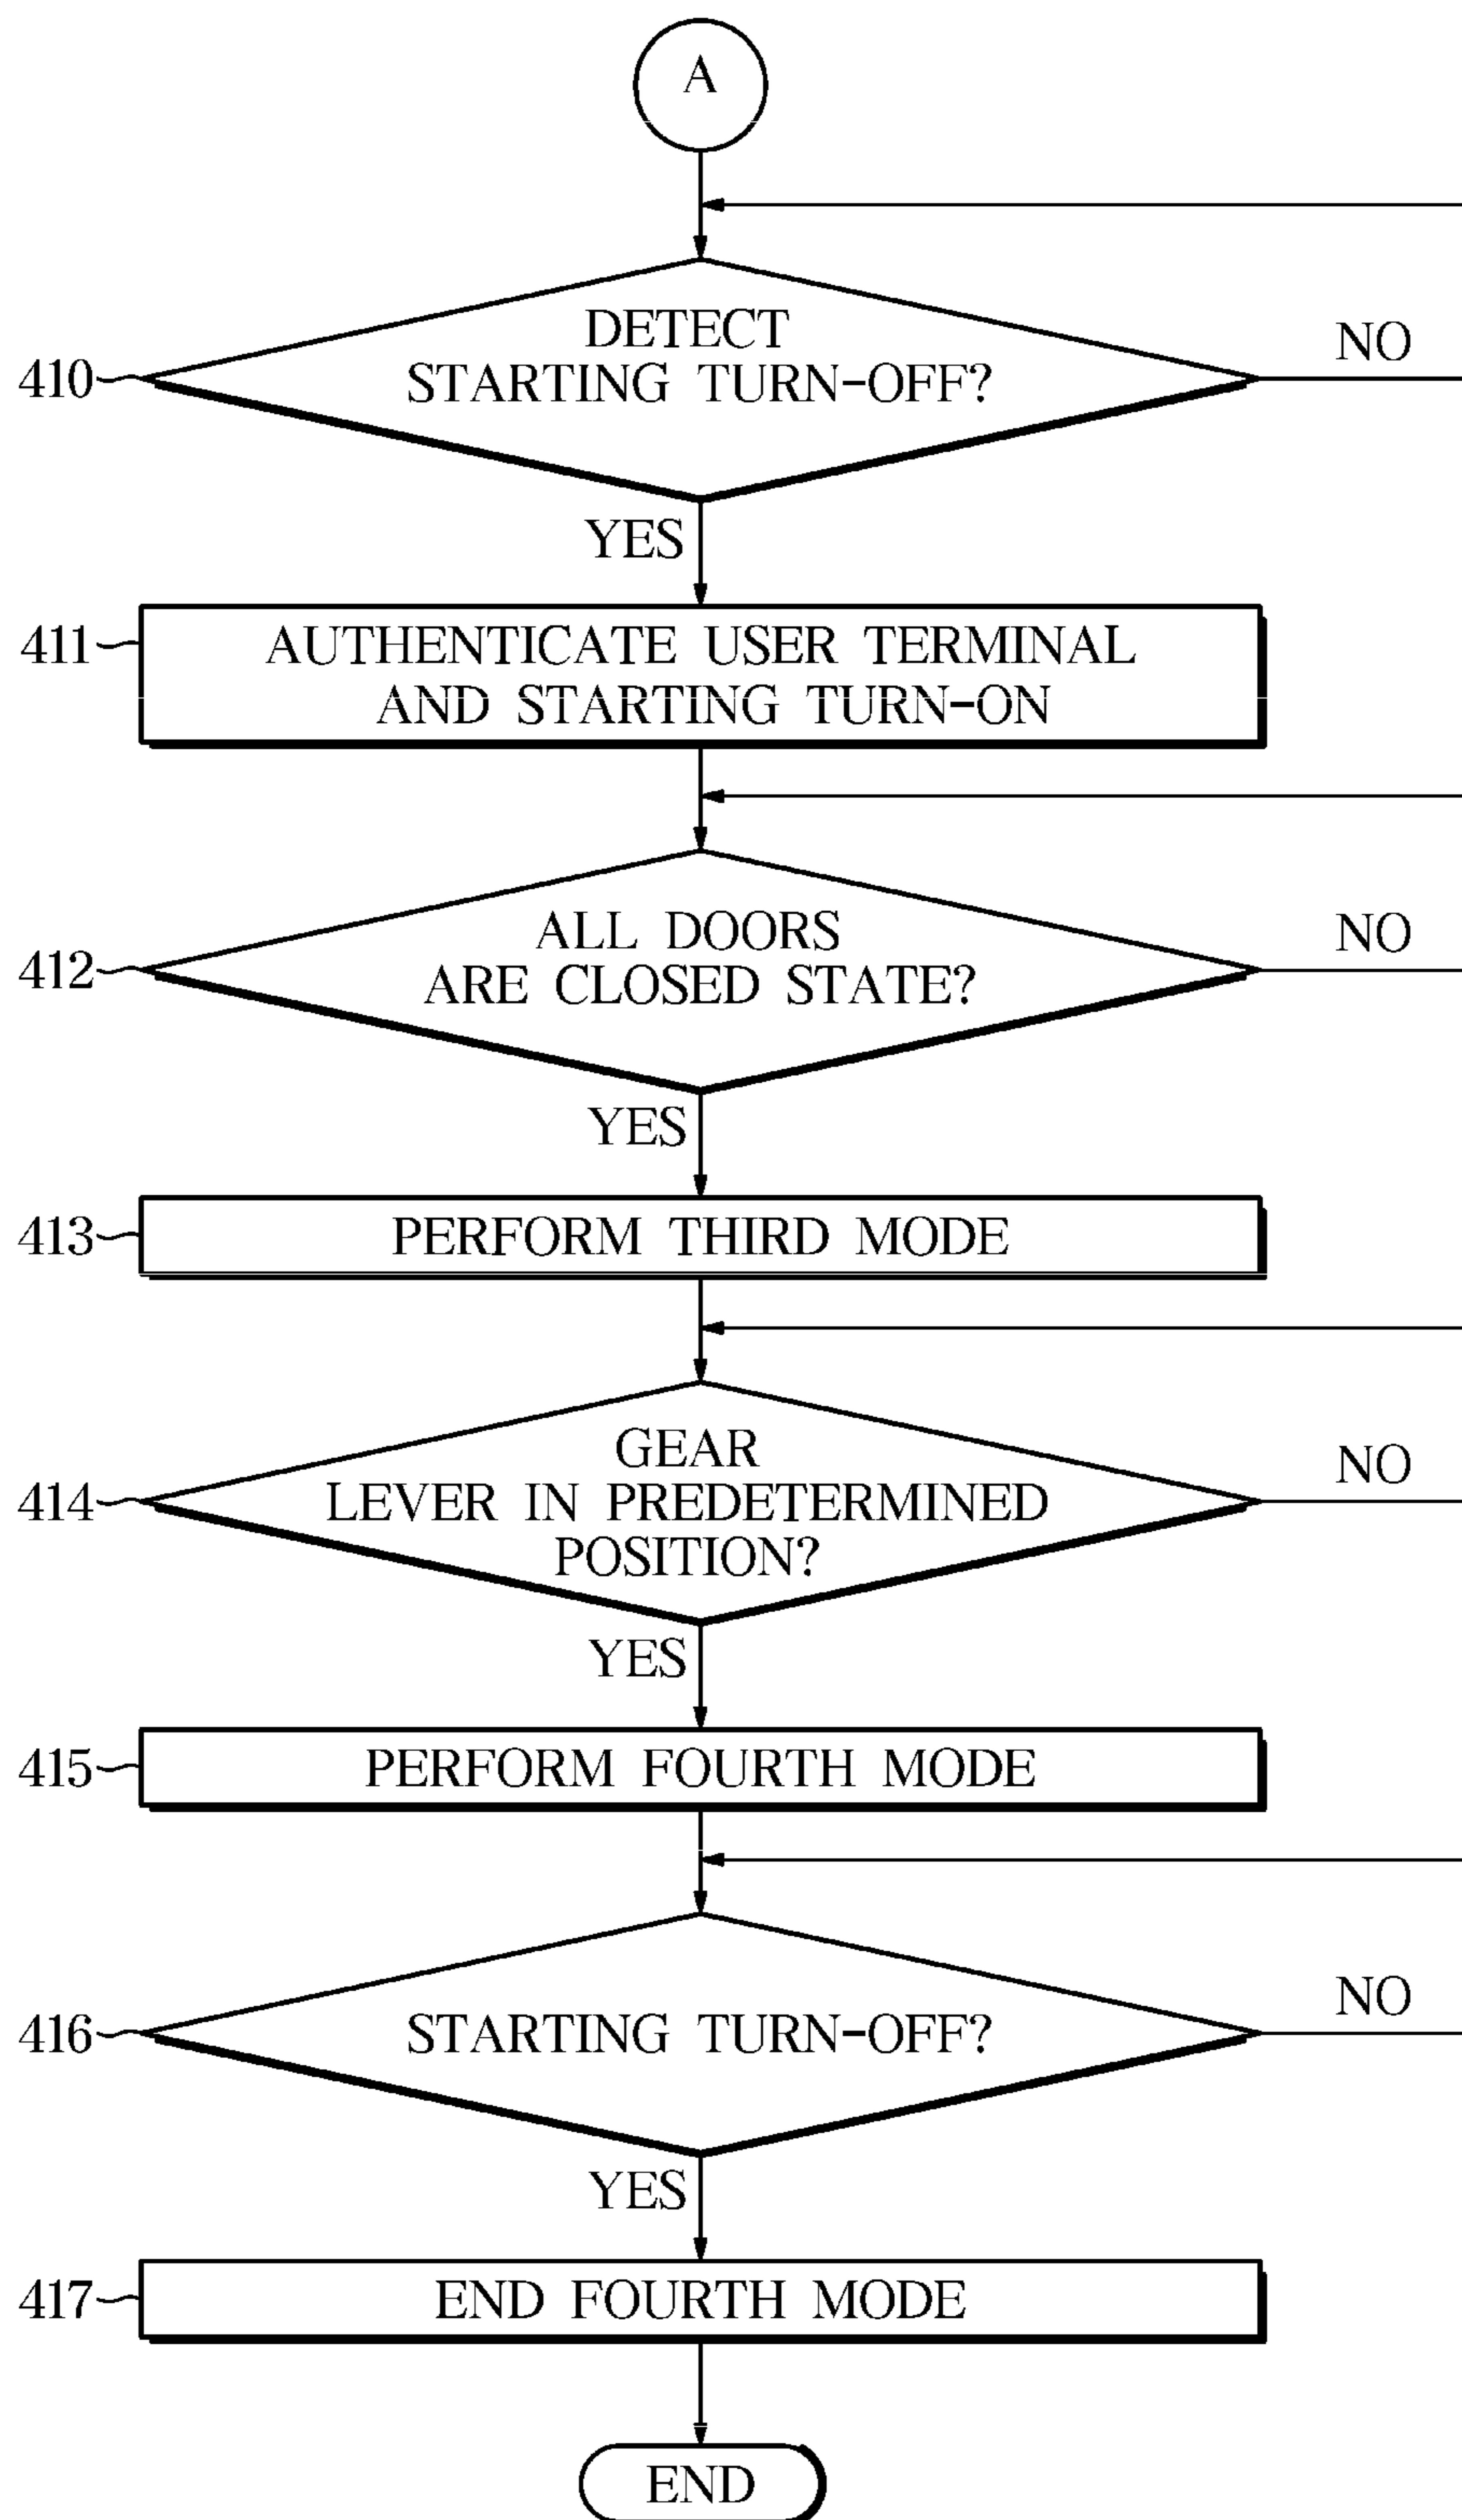 A
DETECT
STARTING TURN-OFF?
NO
410
YES
411
AUTHENTICATE USER TERMINAL
AND STARTING TURN-ON
ALL DOORS
ARE CLOSED STATE?
NO
412
YES
413
PERFORM THIRD MODE
GEAR
LEVER IN PREDETERMINED
POSITION?
NO
414
YES
415
PERFORM FOURTH MODE
NO
416
STARTING TURN-OFF?
YES
417
END FOURTH MODE
END